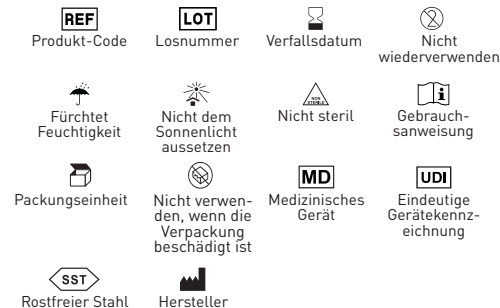 REF
LOT
Produkt-Code
Losnummer
Verfallsdatum
Nicht
wiederverwenden
2
NON
STERILE
i
Fürchtet
Feuchtigkeit
Nicht dem
Sonnenlicht
aussetzen
Nicht steril
Gebrauch-
sanweisung
MD
UDI
Packungseinheit
Nicht verwen-
den, wenn die
Verpackung
beschädigt ist
Medizinisches
Gerät
Eindeutige
Gerätekennz-
eichnung
SST
Rostfreier Stahl
Hersteller